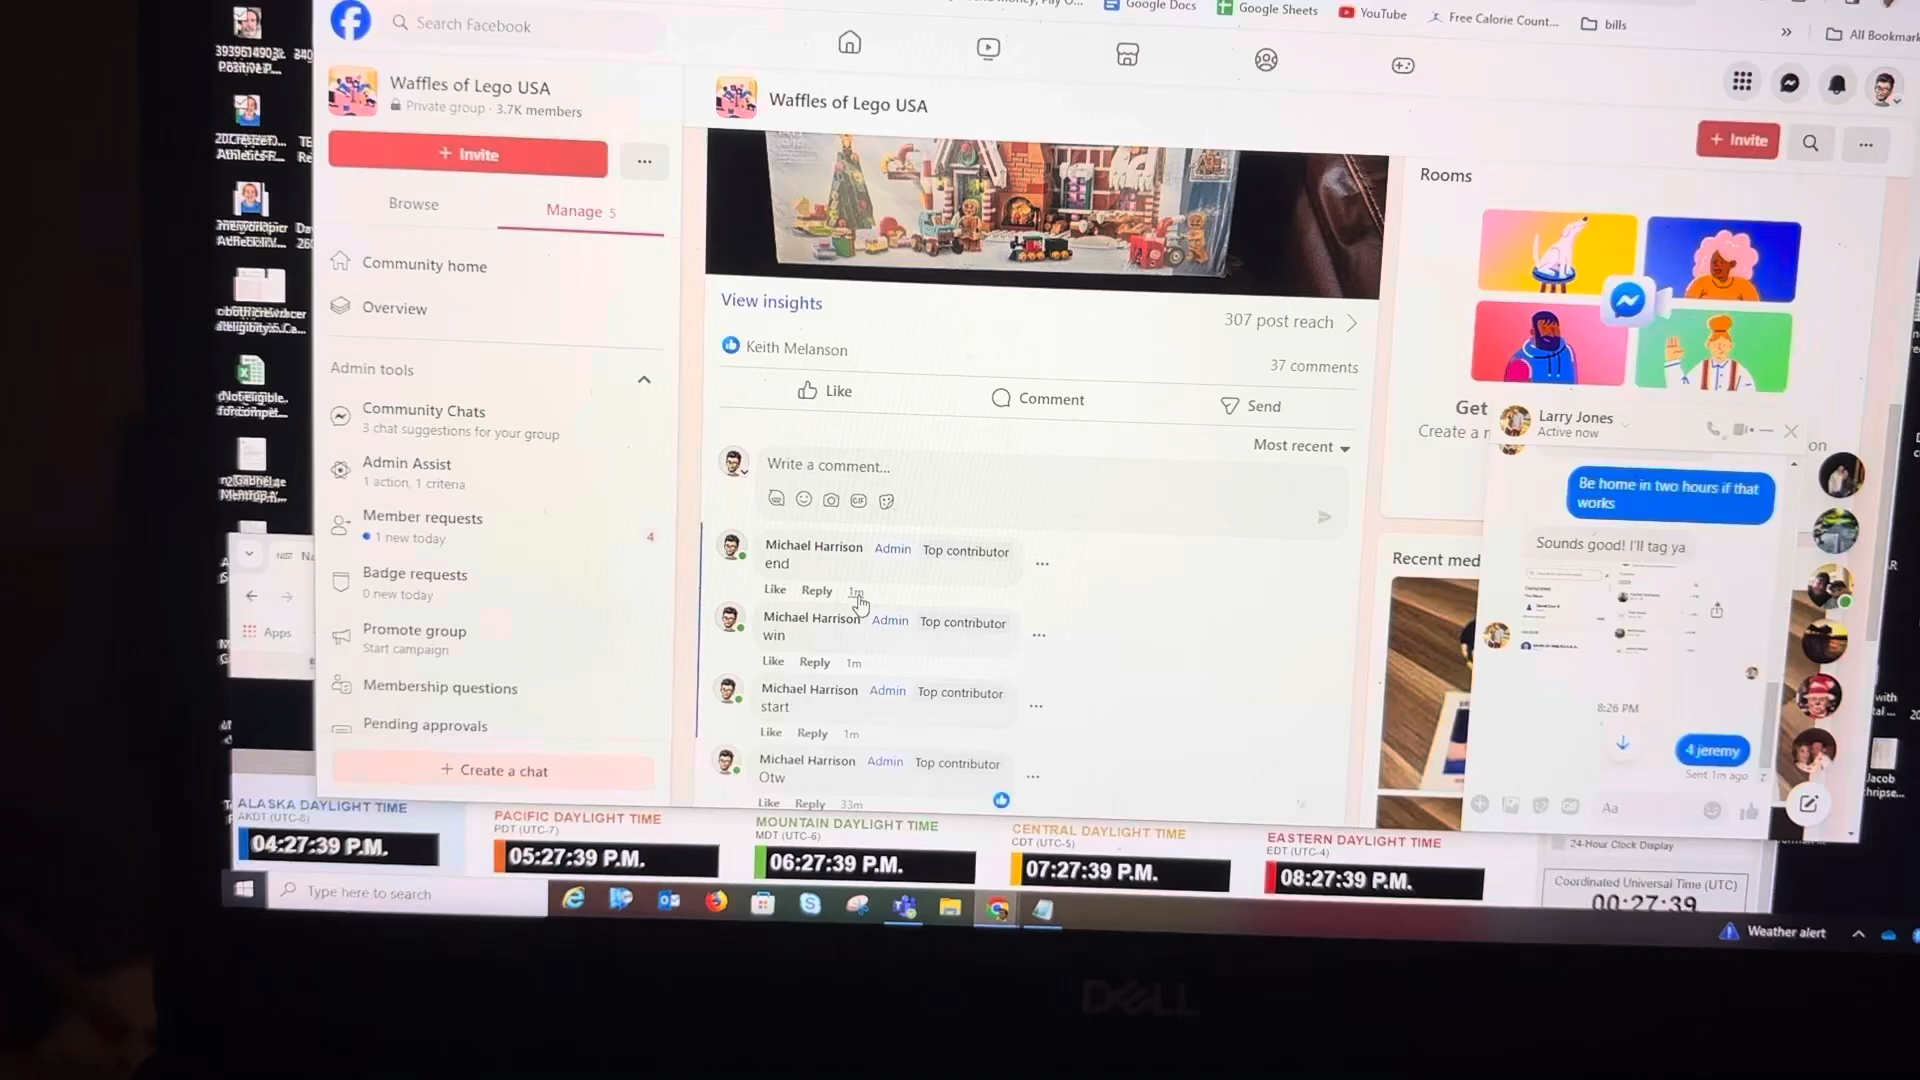 Google Docs
Google Sheets
YouTube
Free Calorie Count...
bills
All Bookmark
Search Facebook
Waffles of Lego USA
Private group · 3.7K members
+ Invite
Browse
Manage 5
Community home
Overview
Admin tools
Community Chats
3 chat suggestions for your group
Admin Assist
1 action, 1 criteria
Member requests
1 new today
4
Badge requests
0 new today
Promote group
Start campaign
Membership questions
Pending approvals
+ Create a chat
Waffles of Lego USA
+ Invite
View insights
307 post reach
Keith Melanson
37 comments
Like
Comment
Send
Most recent
Write a comment...
GIF
Michael Harrison Admin Top contributor
end
Like Reply 1m
Michael Harrison Admin Top contributor
win
Like Reply 1m
Michael Harrison Admin Top contributor
start
Like Reply 1m
Michael Harrison Admin Top contributor
Otw
Like Reply 33m
Rooms
Get
Recent med
Larry Jones
Active now
Be home in two hours if that
works
Sounds good! I'll tag ya
8:26 PM
4 jeremy
Sent 1m ago
Aa
Apps
ALASKA DAYLIGHT TIME
AKDT (UTC-8)
04:27:39 P.M.
PACIFIC DAYLIGHT TIME
PDT (UTC-7)
05:27:39 P.M.
MOUNTAIN DAYLIGHT TIME
MDT (UTC-6)
06:27:39 P.M.
CENTRAL DAYLIGHT TIME
CDT (UTC-5)
07:27:39 P.M.
EASTERN DAYLIGHT TIME
EDT (UTC-4)
08:27:39 P.M.
24-Hour Clock Display
Coordinated Universal Time (UTC)
00:27:39
Type here to search
Weather alert
DELL